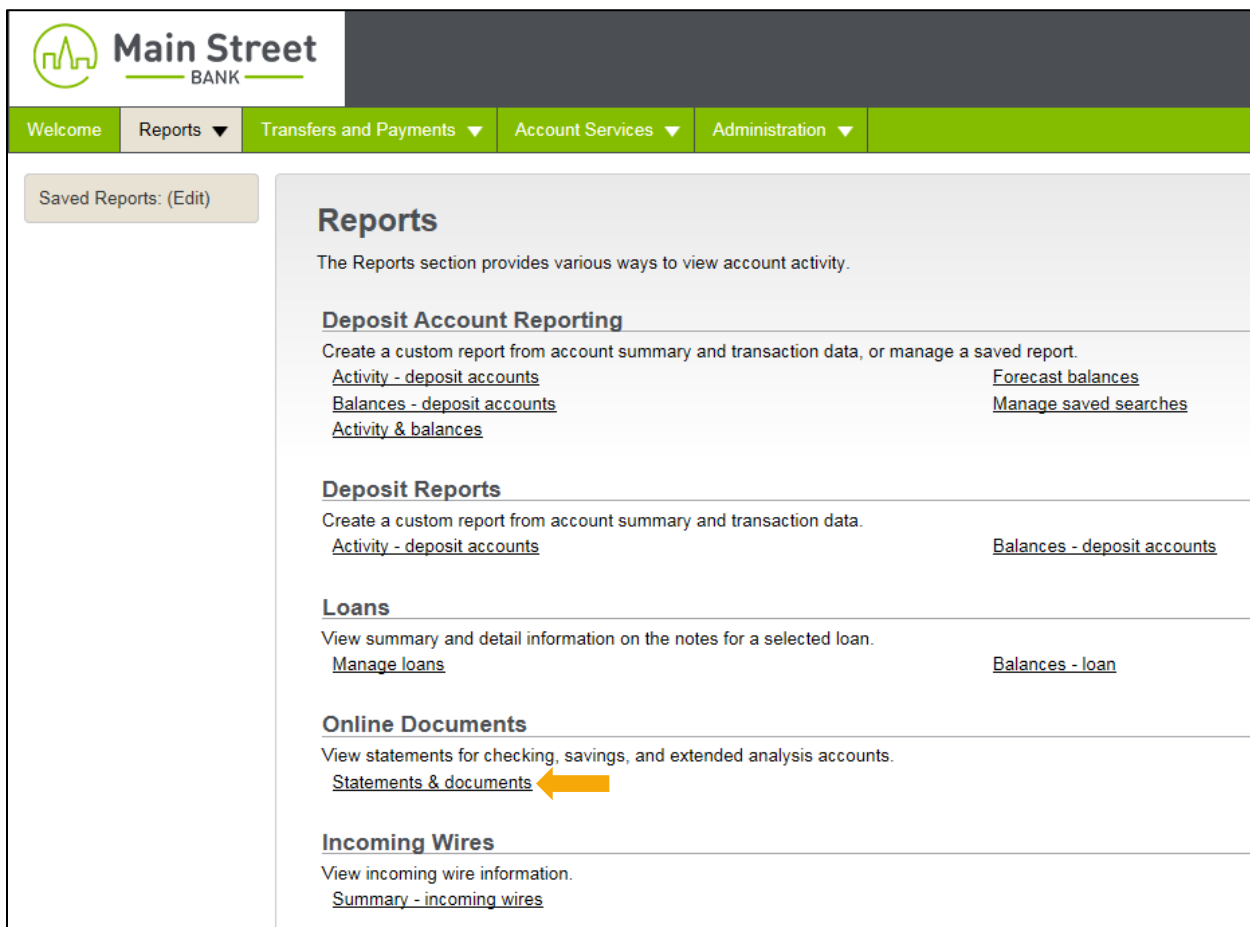 Main Street
BANK
Welcome Reports Transfers and Payments Account Services Administration
Saved Reports: (Edit)
Reports
The Reports section provides various ways to view account activity.
Deposit Account Reporting
Create a custom report from account summary and transaction data, or manage a saved report.
Activity - deposit accounts Forecast balances
Balances - deposit accounts Manage saved searches
Activity & balances
Deposit Reports
Create a custom report from account summary and transaction data.
Activity - deposit accounts Balances - deposit accounts
Loans
View summary and detail information on the notes for a selected loan.
Manage loans Balances - loan
Online Documents
View statements for checking, savings, and extended analysis accounts.
Statements & documents
Incoming Wires
View incoming wire information.
Summary - incoming wires